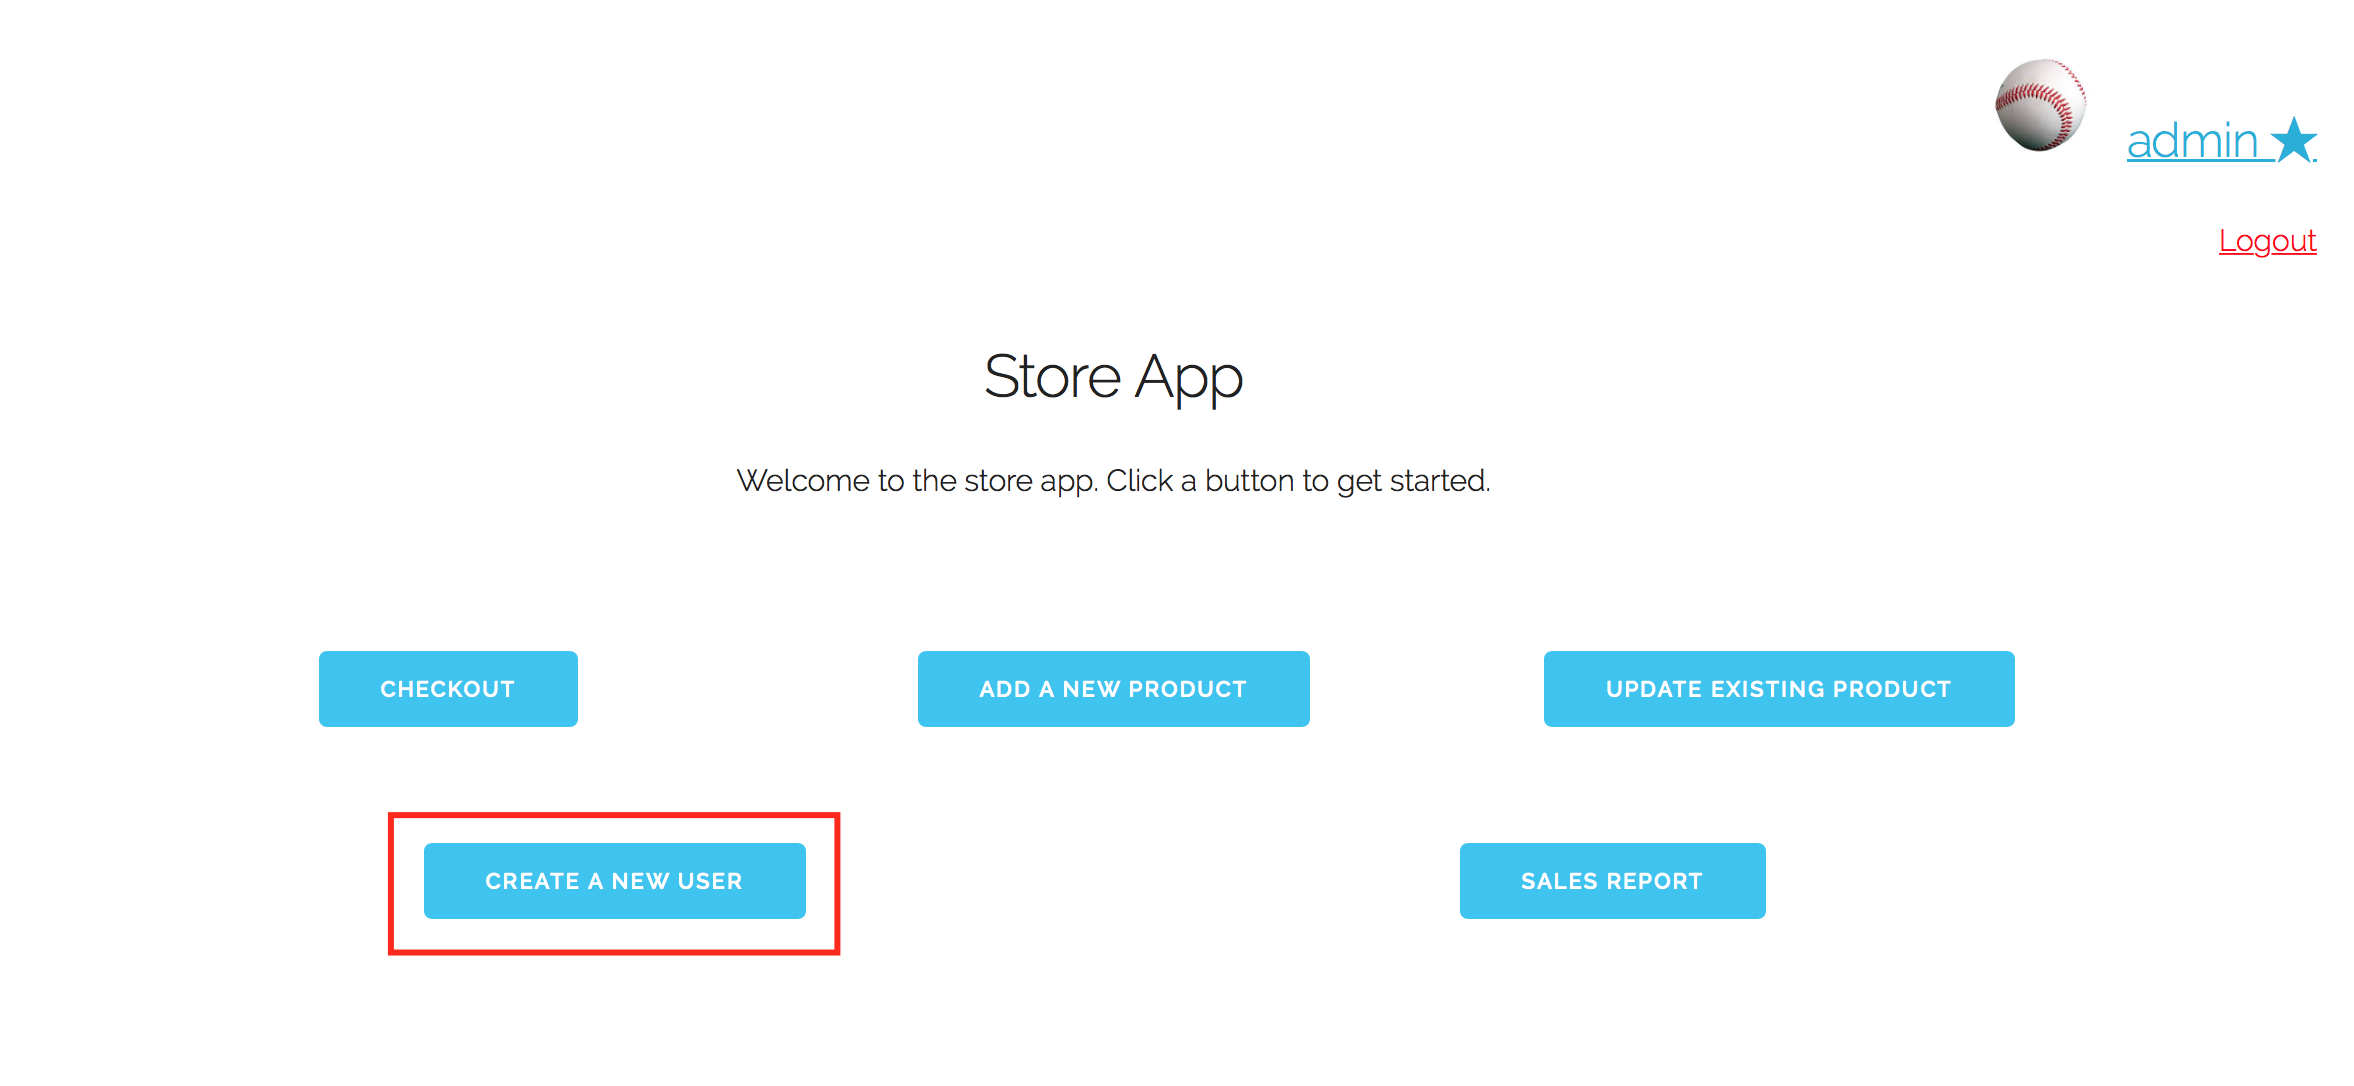 admin ★
Logout
Store App
Welcome to the store app. Click a button to get started.
CHECKOUT
ADD A NEW PRODUCT
UPDATE EXISTING PRODUCT
CREATE A NEW USER
SALES REPORT